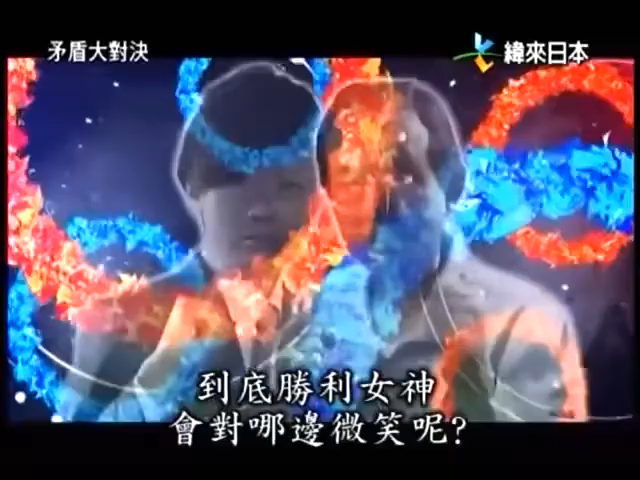 矛盾大對決
緯來日本
到底勝利女神
會對哪邊微笑呢?